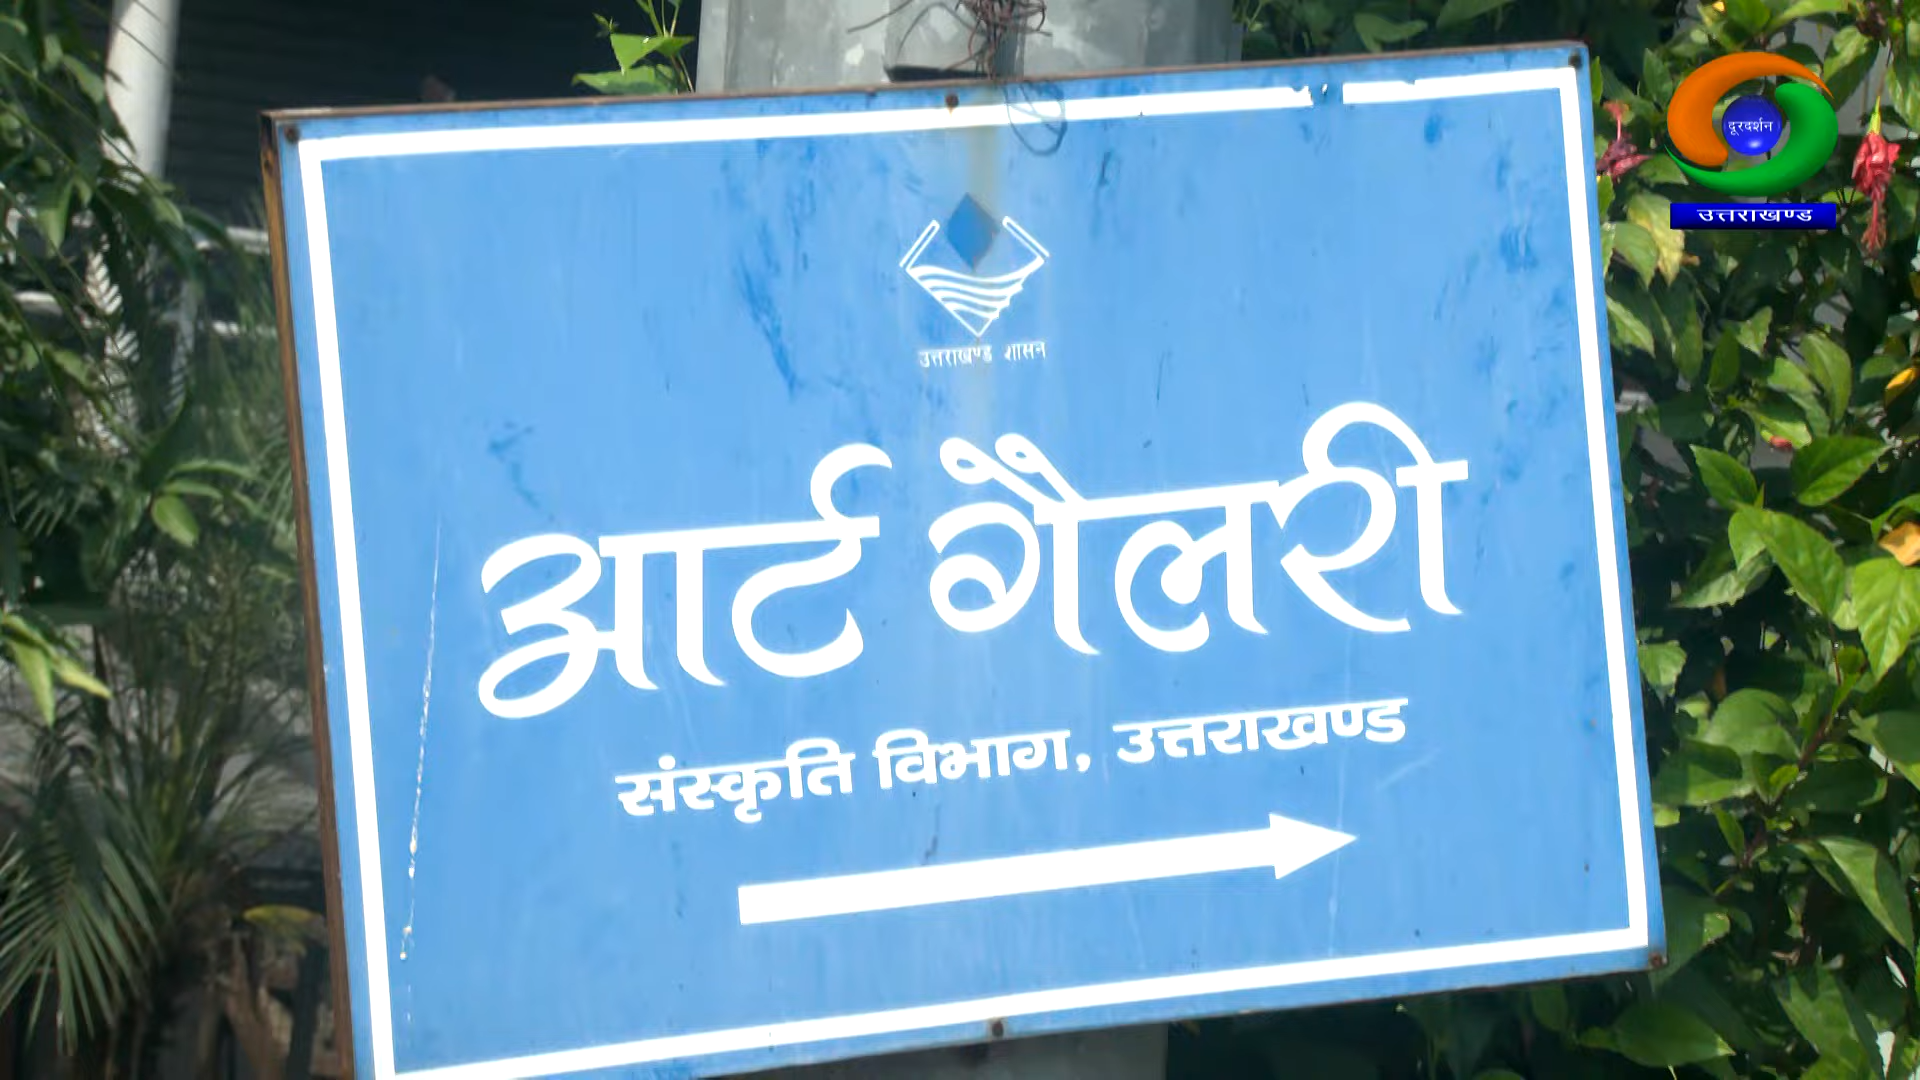 दूरदर्शन
उत्तराखण्ड
उत्तराखण्ड शासन
आर्ट गैलरी
संस्कृति विभाग, उत्तराखण्ड